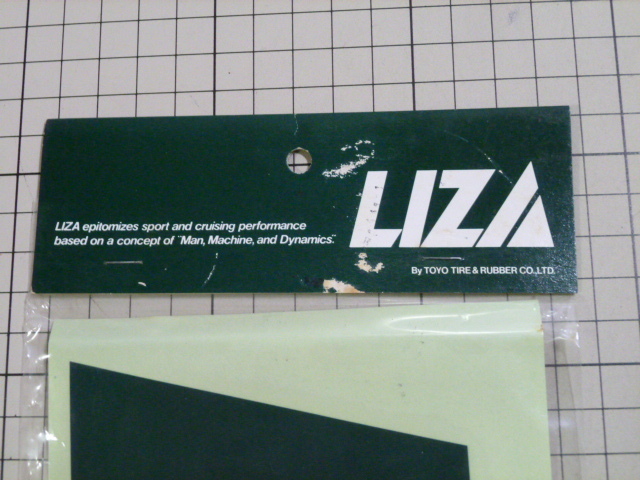 LIZA
LIZA epitomizes sport and cruising performance
based on a concept of "Man, Machine, and Dynamics."
By TOYO TIRE & RUBBER CO.,LTD.